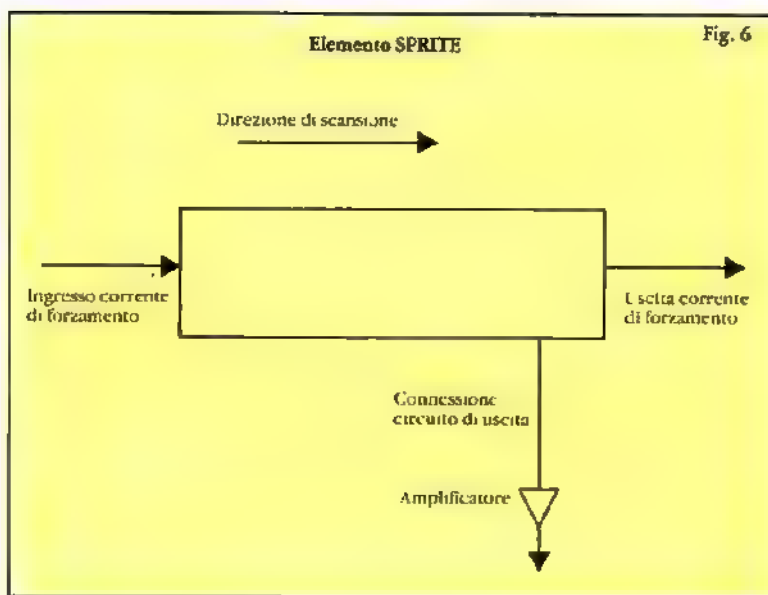 Fig. 6
Elemento SPRITE
Direzione di scansione
Ingresso corrente
di forzamento
Uscita corrente
di forzamento
Connessione
circuito di uscita
Amplificatore